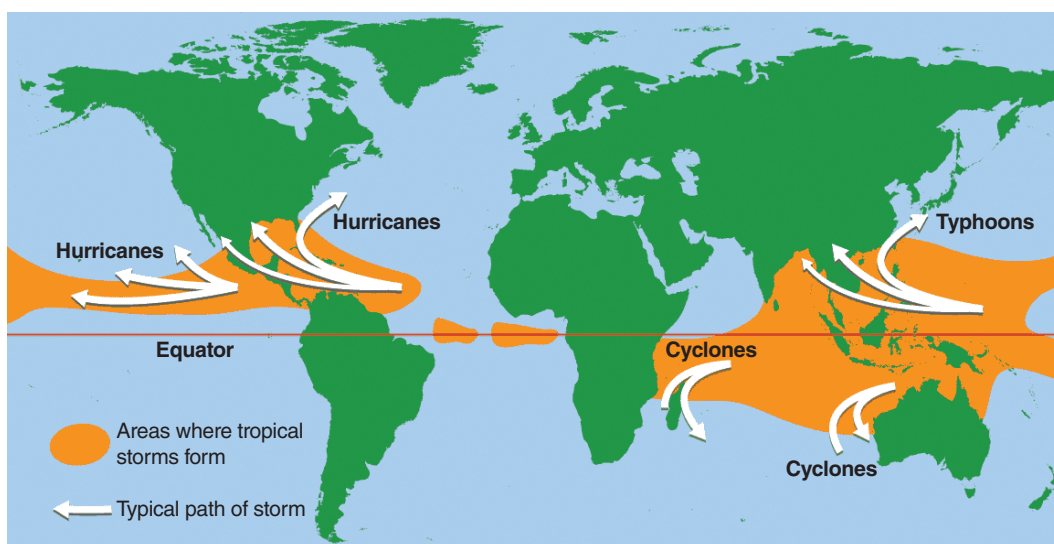 Hurricanes
Typhoons
Hurricanes
Equator
Cyclones
Areas where tropical
storms form
Cyclones
Typical path of storm